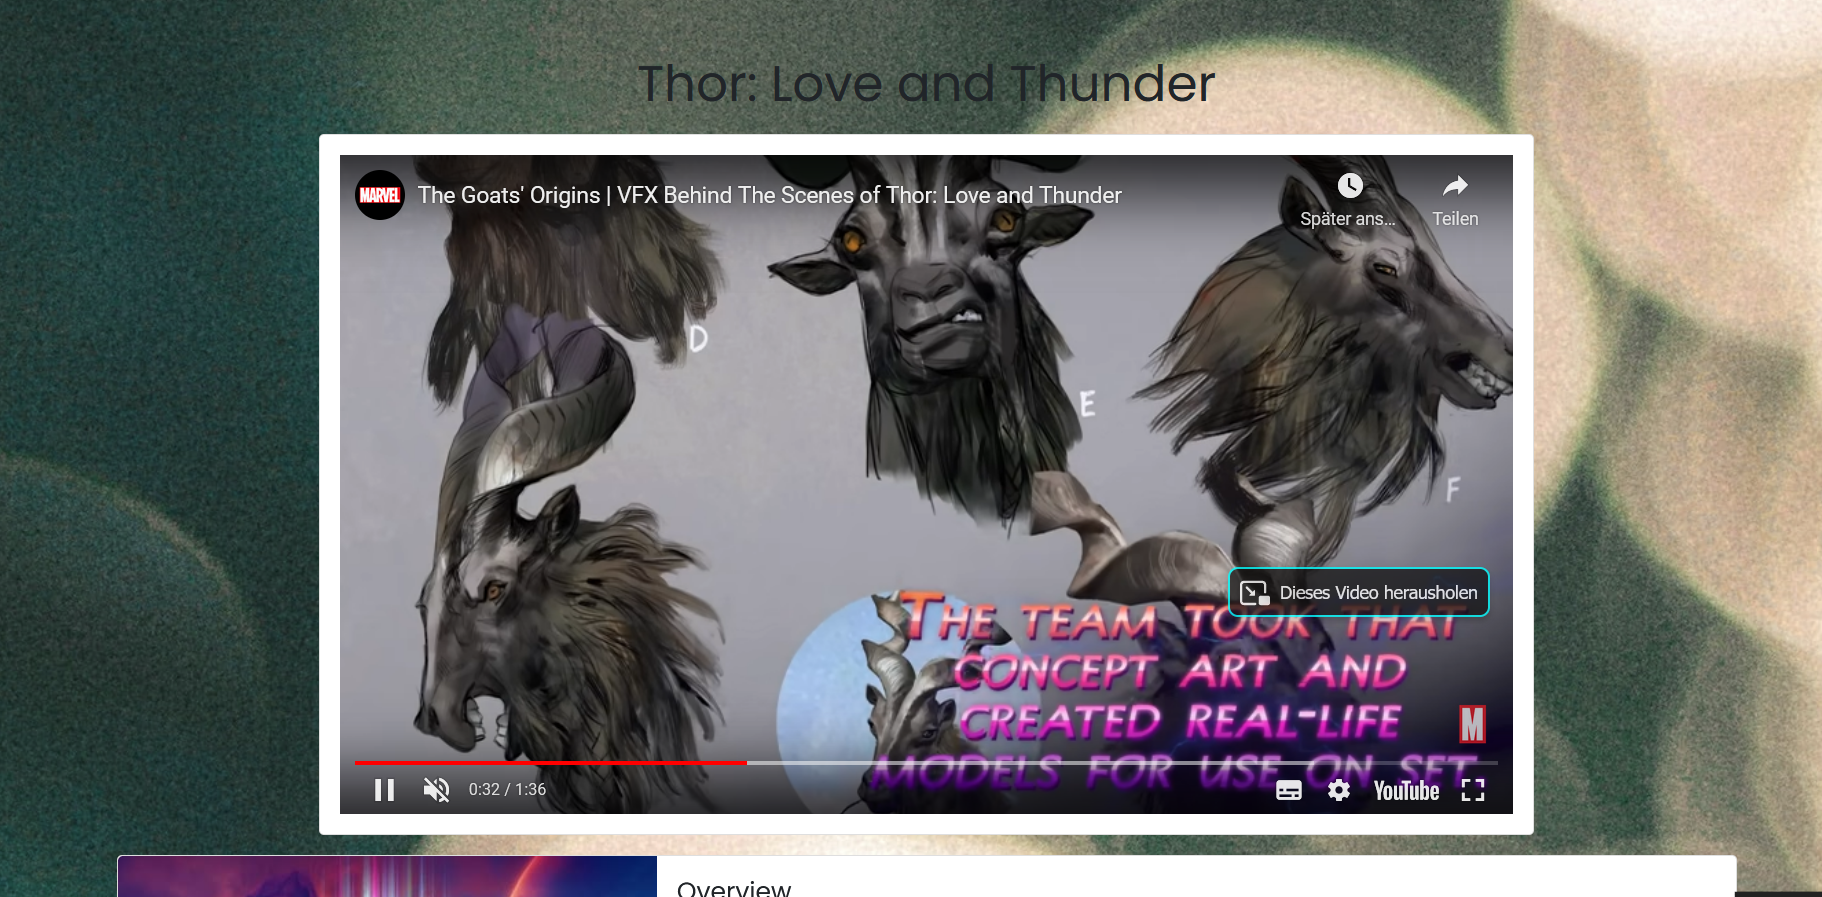 Thor: Love and Thunder
MARVEL
The Goats' Origins | VFX Behind The Scenes of Thor: Love and Thunder
Später ans...
Teilen
D
E
F
Dieses Video herausholen
THE TEAM TOOK THAT
CONCEPT ART AND
CREATED REAL-LIFE
MODELS FOR USE ON SET
M
0:32 / 1:36
YouTube
Overview